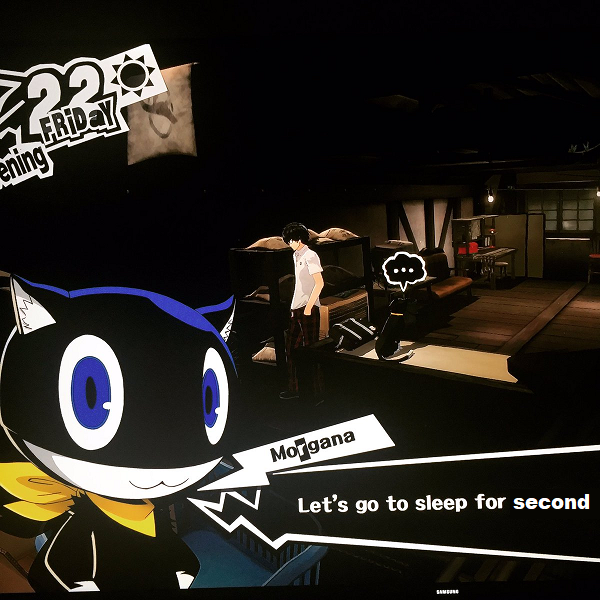 22
FRiDaY
ening
...
Morgana
Let's go to sleep for second
SAMSUNG